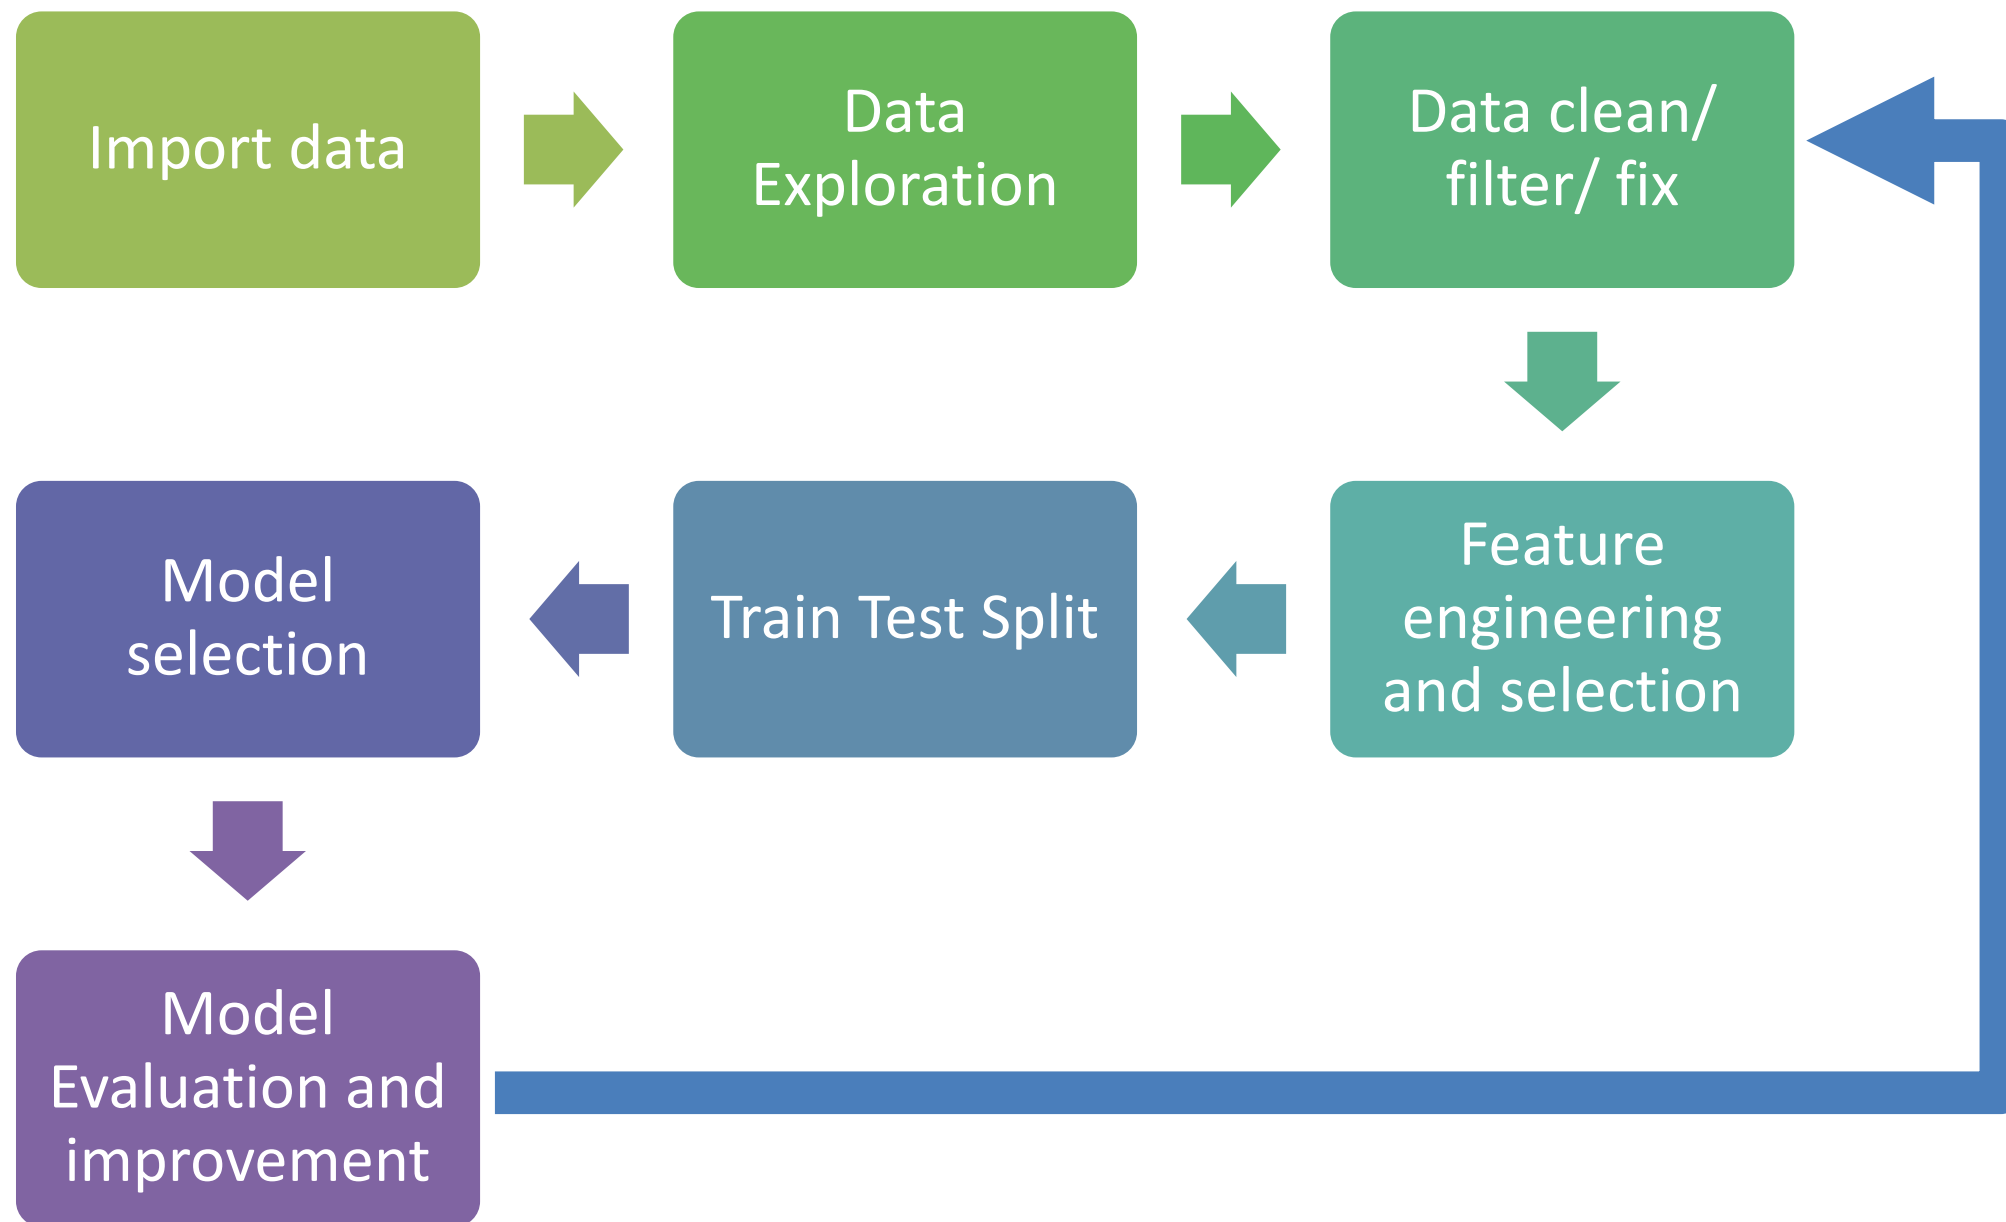 Import data
Data
Exploration
Data clean/
filter/ fix
Feature
engineering
and selection
Train Test Split
Model
selection
Model
Evaluation and
improvement